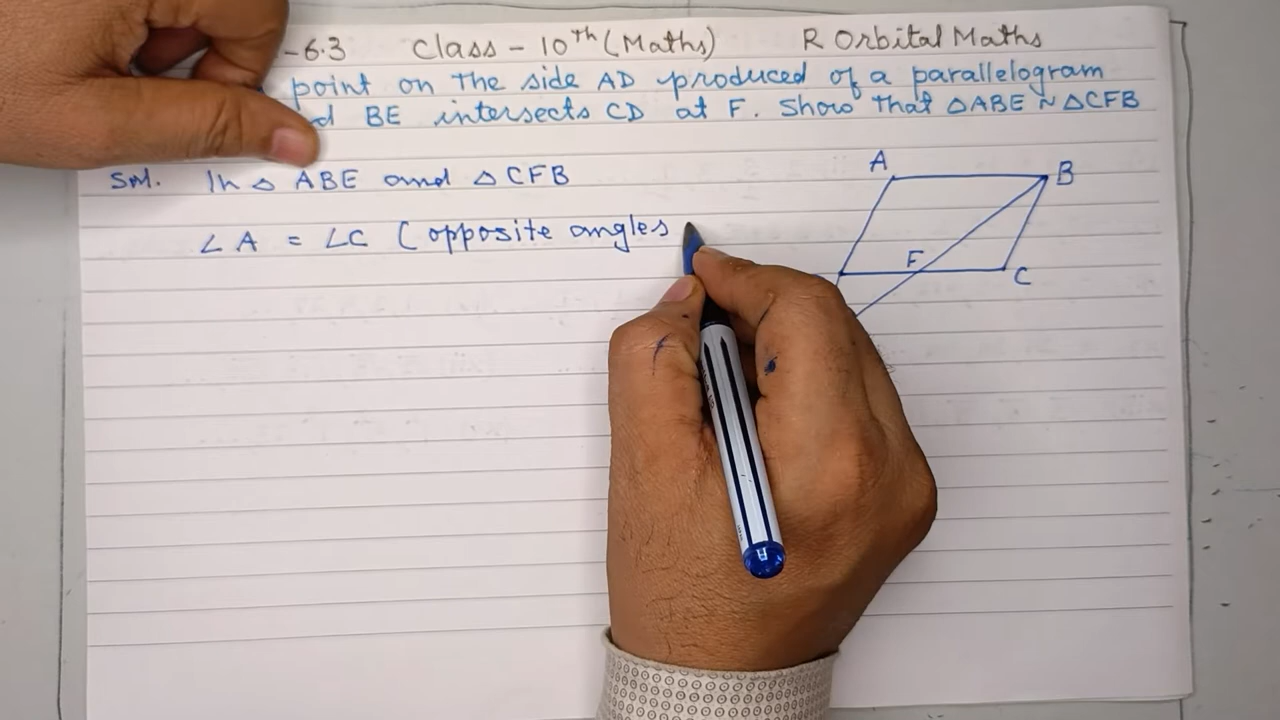 -6.3 Class - 10th (Maths) R Orbital Maths
point on The side AD produced of a parallelogram
BE intersects CD at F. Show that △ABE ~ △CFB
Sol. In △ ABE and △ CFB
∠A = ∠C (opposite angles
A
B
F
C